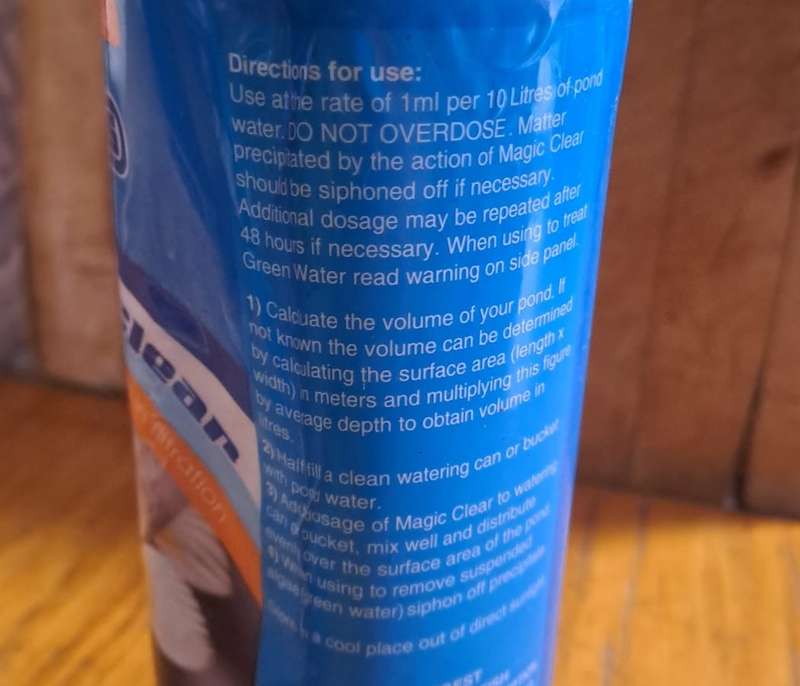 Directions for use:
Use at the rate of 1ml per 10 Litres of pond
water. DO NOT OVERDOSE. Matter
precipitated by the action of Magic Clear
should be siphoned off if necessary.
Additional dosage may be repeated after
48 hours if necessary. When using to treat
Green Water read warning on side panel.
1) Calculate the volume of your pond. If
not known the volume can be determined
by calculating the surface area (length x
width) in meters and multiplying this figure
by average depth to obtain volume in
litres.
2) Half fill a clean watering can or bucket
with pond water.
3) Add dosage of Magic Clear to watering
can or bucket, mix well and distribute
evenly over the surface area of the pond.
4) When using to remove suspended
algae (green water) siphon off precipitate
in a cool place out of direct sunlight
clean
filtration